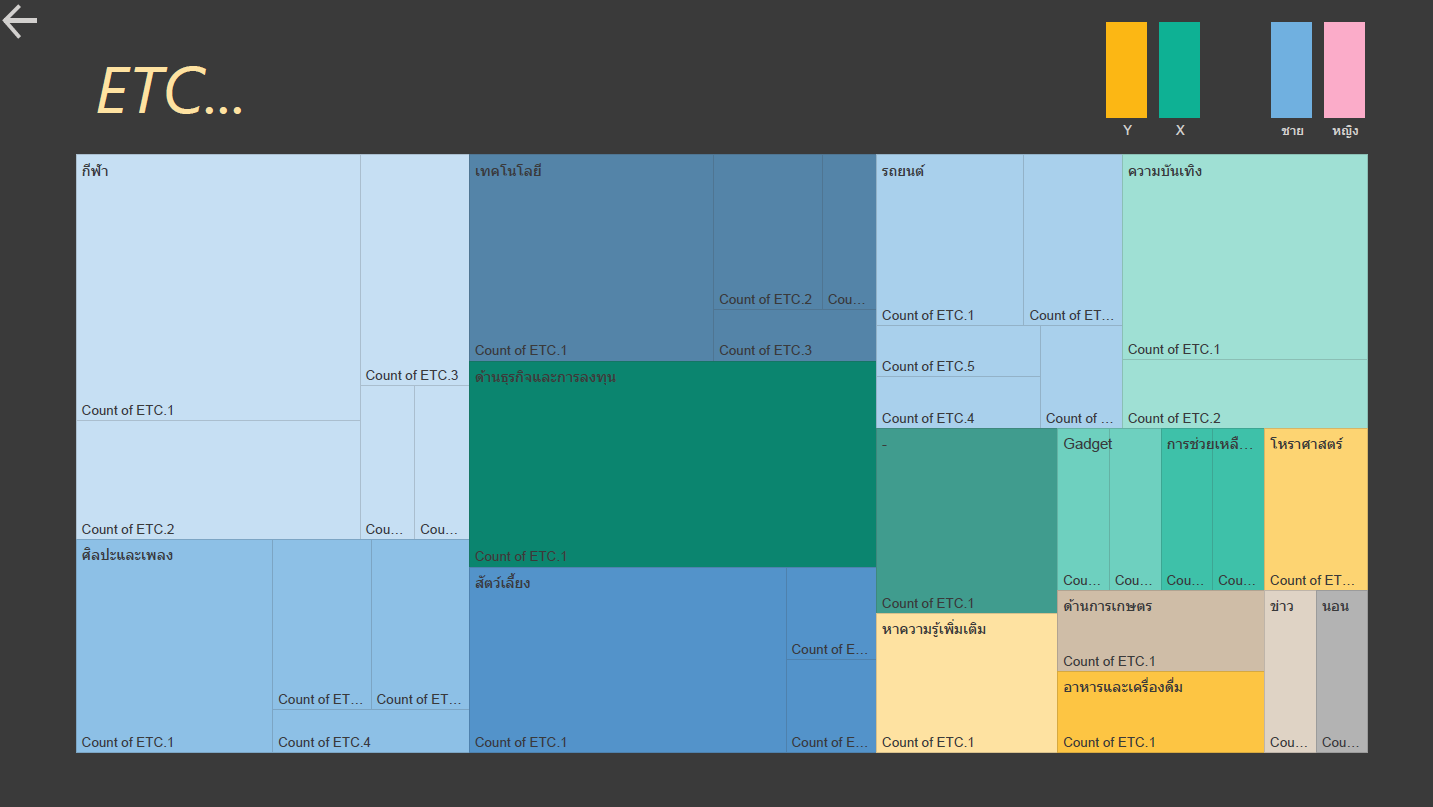 ETC...
Y
X
ชาย
หญิง
กีฬา
Count of ETC.1
Count of ETC.3
Count of ETC.2
Cou...
Cou...
ศิลปะและเพลง
Count of ETC.1
Count of ET...
Count of ET...
Count of ETC.4
เทคโนโลยี
Count of ETC.1
Count of ETC.2
Cou...
Count of ETC.3
ด้านธุรกิจและการลงทุน
Count of ETC.1
สัตว์เลี้ยง
Count of ETC.1
Count of E...
Count of E...
รถยนต์
Count of ETC.1
Count of ET...
Count of ETC.5
Count of ETC.4
Count of ...
ความบันเทิง
Count of ETC.1
Count of ETC.2
-
Count of ETC.1
หาความรู้เพิ่มเติม
Count of ETC.1
Gadget
Cou...
Cou...
การช่วยเหลื...
Cou...
Cou...
โหราศาสตร์
Count of ET...
ด้านการเกษตร
Count of ETC.1
อาหารและเครื่องดื่ม
Count of ETC.1
ข่าว
Cou...
นอน
Cou...